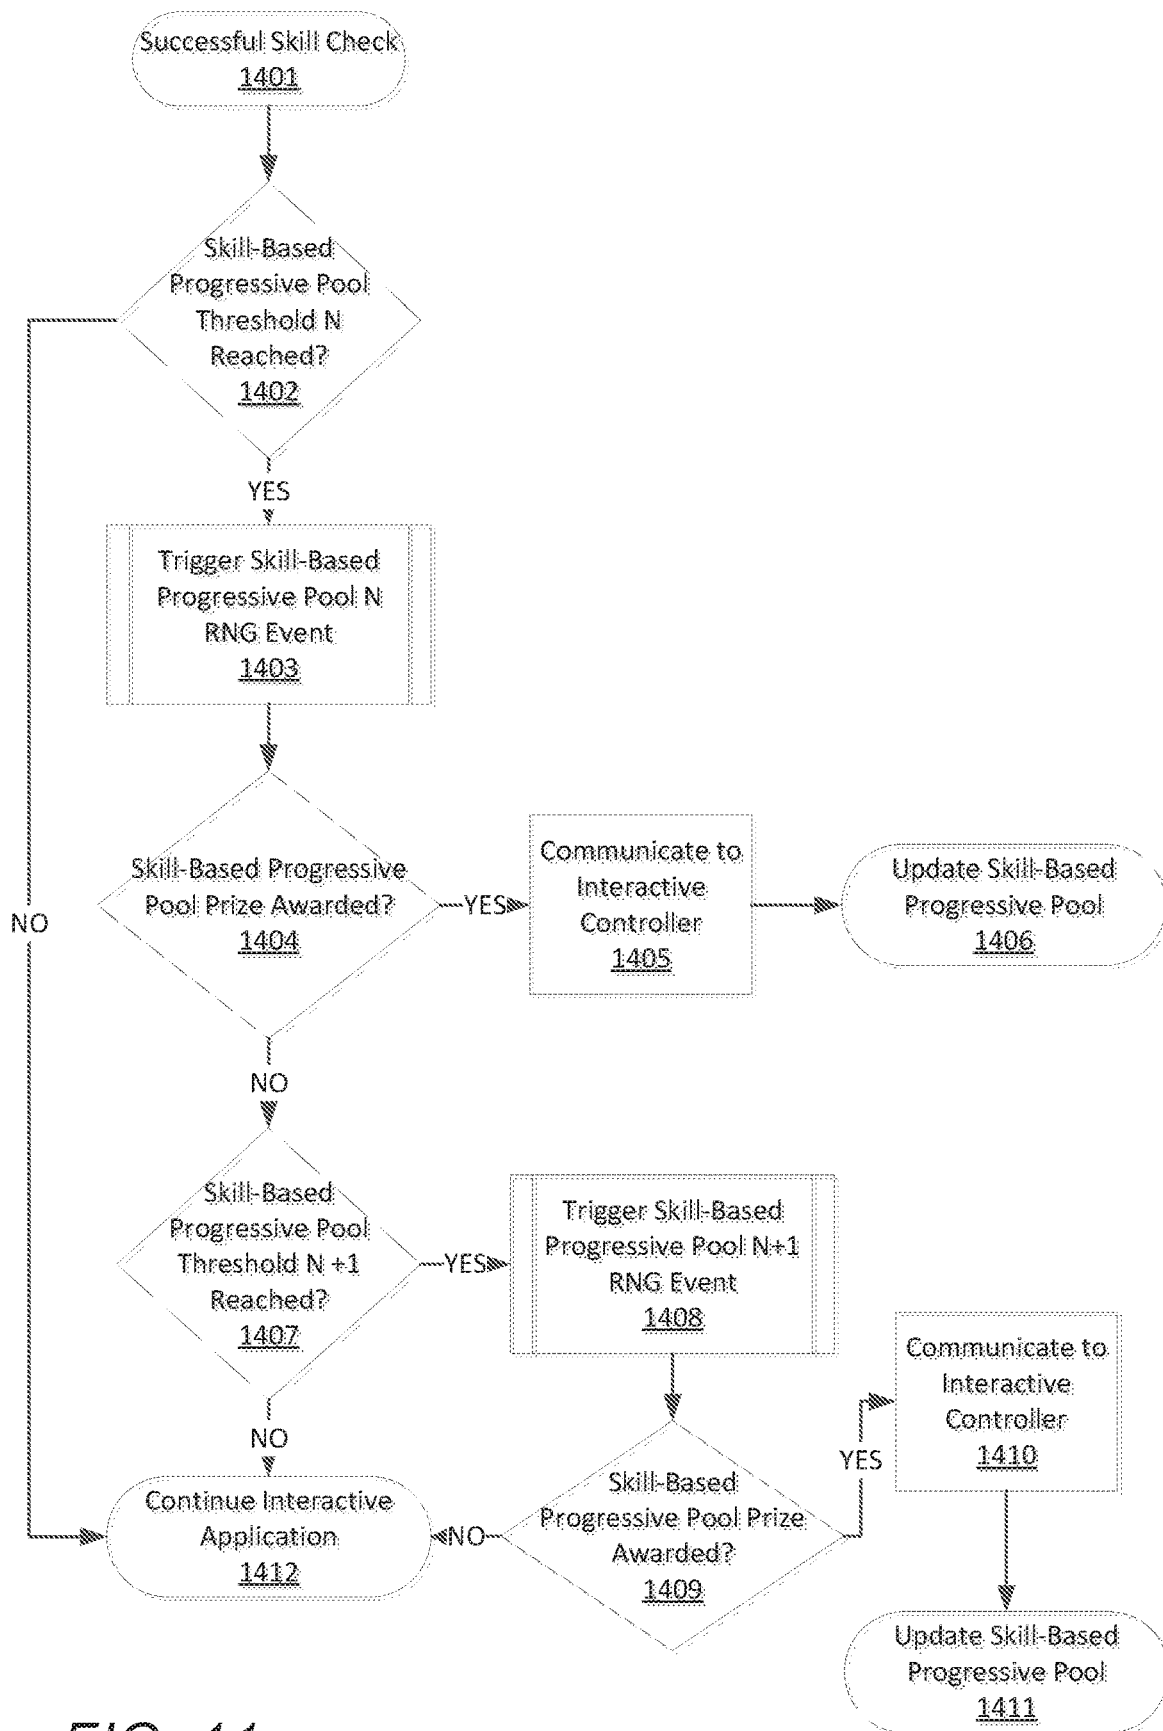 Successful Skill Check
1401
Skill-Based
Progressive Pool
Threshold N
Reached?
1402
YES
Trigger Skill-Based
Progressive Pool N
RNG Event
1403
Skill-Based Progressive
Pool Prize Awarded?
1404
YES
Communicate to
Interactive
Controller
1405
Update Skill-Based
Progressive Pool
1406
NO
NO
Skill-Based
Progressive Pool
Threshold N +1
Reached?
1407
YES
Trigger Skill-Based
Progressive Pool N+1
RNG Event
1408
Communicate to
Interactive
Controller
1410
NO
YES
Continue Interactive
Application
1412
NO
Skill-Based
Progressive Pool Prize
Awarded?
1409
Update Skill-Based
Progressive Pool
1411